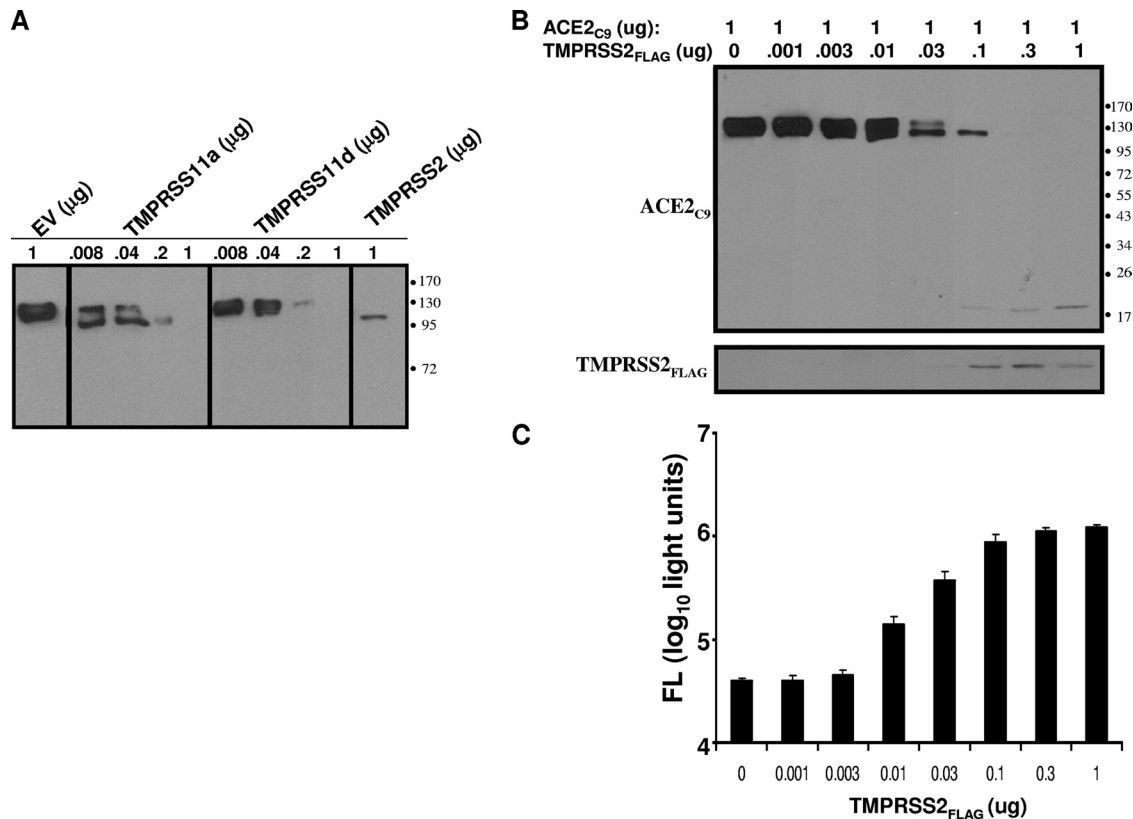 A
EV (µg)
TMPRSS11a (µg)
TMPRSS11d (µg)
TMPRSS2 (µg)
1 .008 .04 .2 1 .008 .04 .2 1 1
170
130
95
72
B
ACE2C9 (ug): 1 1 1 1 1 1 1 1
TMPRSS2FLAG (ug) 0 .001 .003 .01 .03 .1 .3 1
170
130
95
72
55
43
34
26
17
ACE2C9
TMPRSS2FLAG
C
FL (log10 light units)
7
6
5
4
0 0.001 0.003 0.01 0.03 0.1 0.3 1
TMPRSS2FLAG (ug)